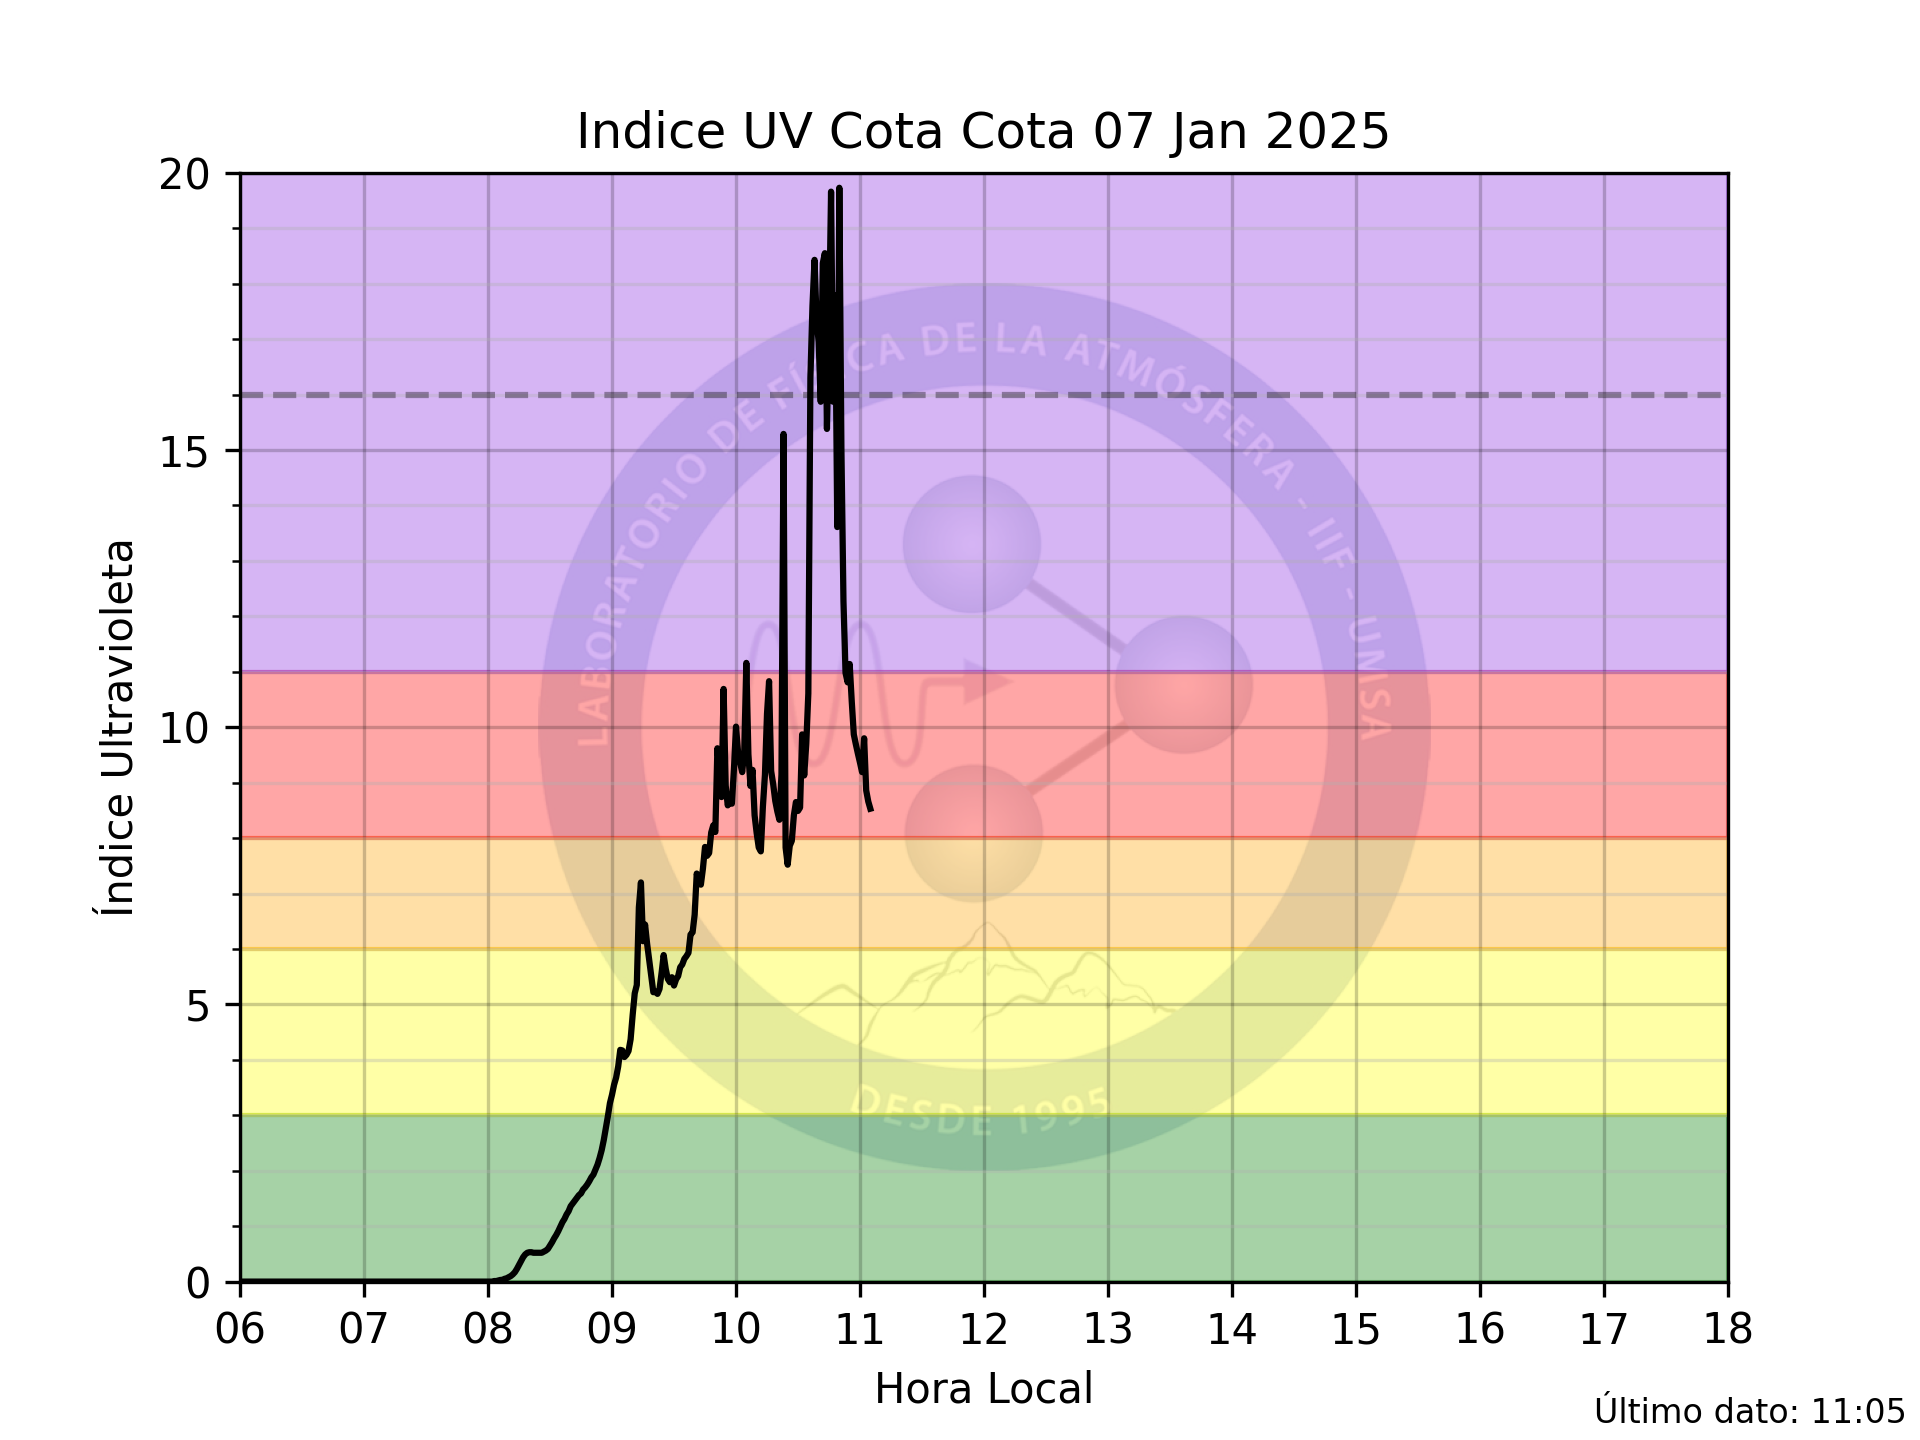 Indice UV Cota Cota 07 Jan 2025
20
15
10
5
0
Índice Ultravioleta
LABORATORIO DE FÍ CA DE LA ATMÓSFERA - IIF - UMSA
DESDE 1995
06 07 08 09 10 11 12 13 14 15 16 17 18
Hora Local
Último dato: 11:05